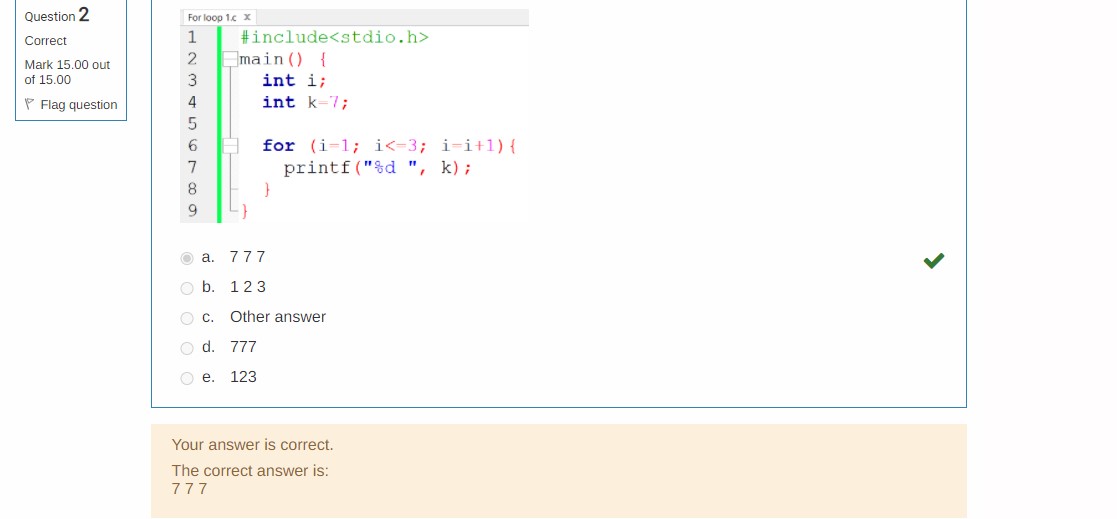 Question 2
Correct
Mark 15.00 out
of 15.00
Flag question
For loop 1.c X
1 #include<stdio.h>
2 main() {
3 int i;
4 int k=7;
5
6 for (i=1; i<=3; i=i+1){
7 printf("%d ", k);
8 }
9 }
a. 7 7 7
b. 1 2 3
c. Other answer
d. 777
e. 123
Your answer is correct.
The correct answer is:
7 7 7